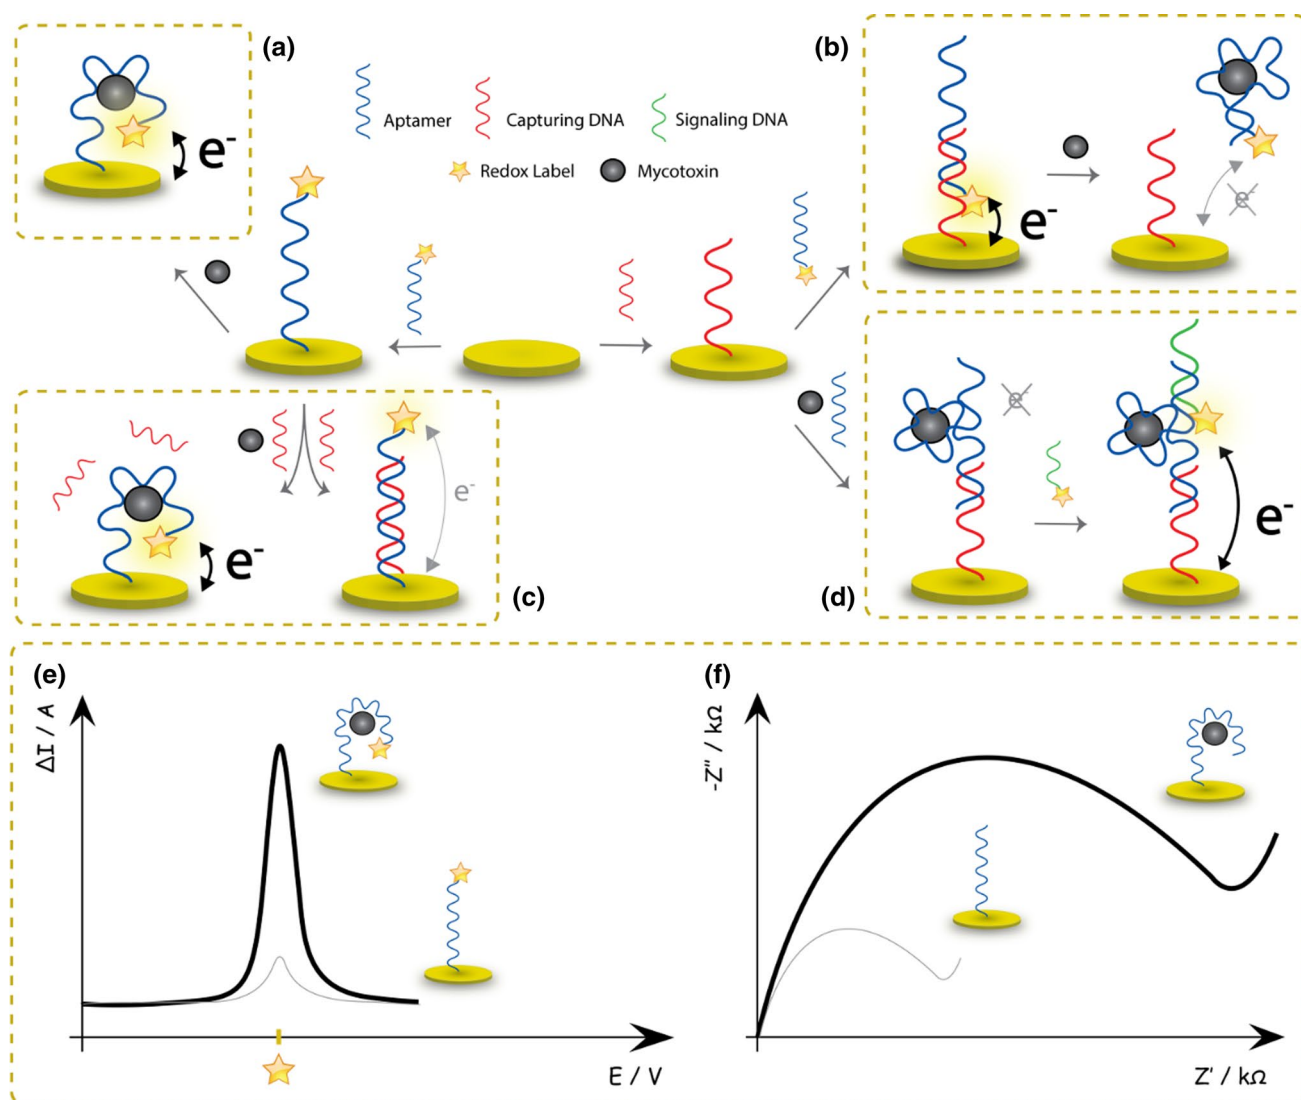 (a)
(b)
Aptamer
Capturing DNA
Signaling DNA
Redox Label
Mycotoxin
e-
e-
e-
e-
e-
e-
e-
(c)
(d)
(e)
(f)
ΔI / A
E / V
-Z'' / kΩ
Z' / kΩ